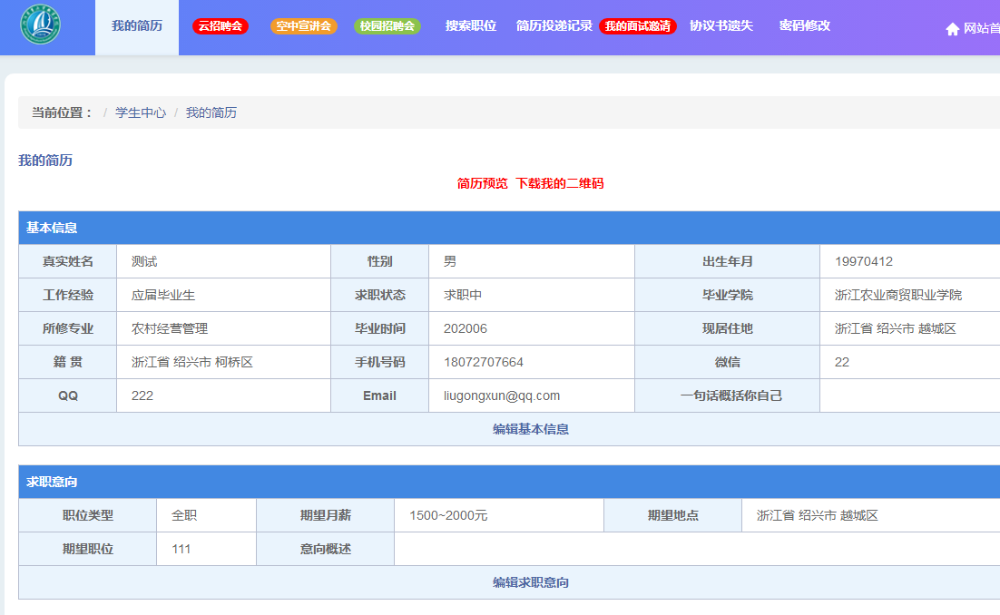 我的简历 云招聘会 空中宣讲会 校园招聘会 搜索职位 简历投递记录 我的面试邀请 协议书遗失 密码修改 网站首
当前位置： / 学生中心 / 我的简历
我的简历
简历预览 下载我的二维码
基本信息
真实姓名 测试 性别 男 出生年月 19970412
工作经验 应届毕业生 求职状态 求职中 毕业学院 浙江农业商贸职业学院
所修专业 农村经营管理 毕业时间 202006 现居住地 浙江省 绍兴市 越城区
籍 贯 浙江省 绍兴市 柯桥区 手机号码 18072707664 微信 22
QQ 222 Email liugongxun@qq.com 一句话概括你自己
编辑基本信息
求职意向
职位类型 全职 期望月薪 1500~2000元 期望地点 浙江省 绍兴市 越城区
期望职位 111 意向概述
编辑求职意向